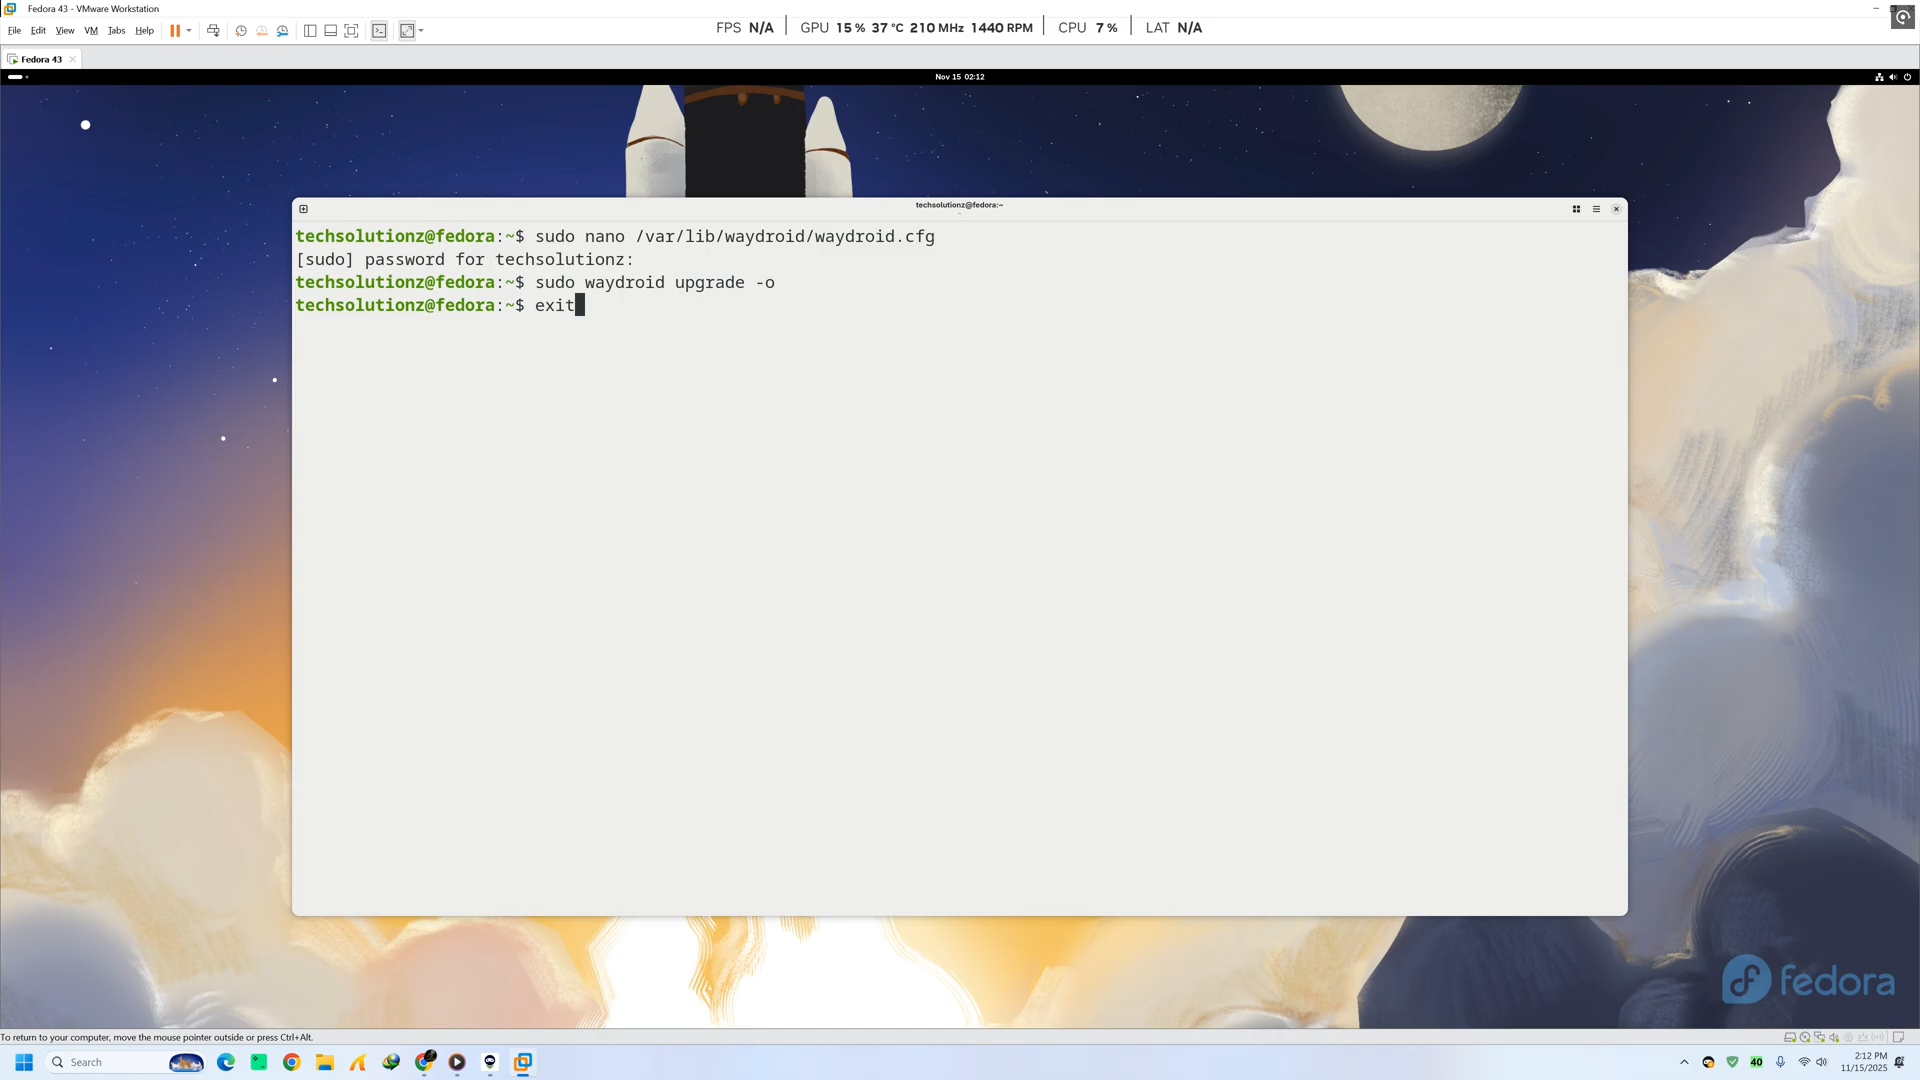 Fedora 43 - VMware Workstation
File Edit View VM Tabs Help
FPS N/A GPU 15 % 37 °C 210 MHz 1440 RPM CPU 7 % LAT N/A
Fedora 43
Nov 15 02:12
techsolutionz@fedora:~
techsolutionz@fedora:~$ sudo nano /var/lib/waydroid/waydroid.cfg
[sudo] password for techsolutionz:
techsolutionz@fedora:~$ sudo waydroid upgrade -o
techsolutionz@fedora:~$ exit
fedora
To return to your computer, move the mouse pointer outside or press Ctrl+Alt.
Search
40
2:12 PM
11/15/2025